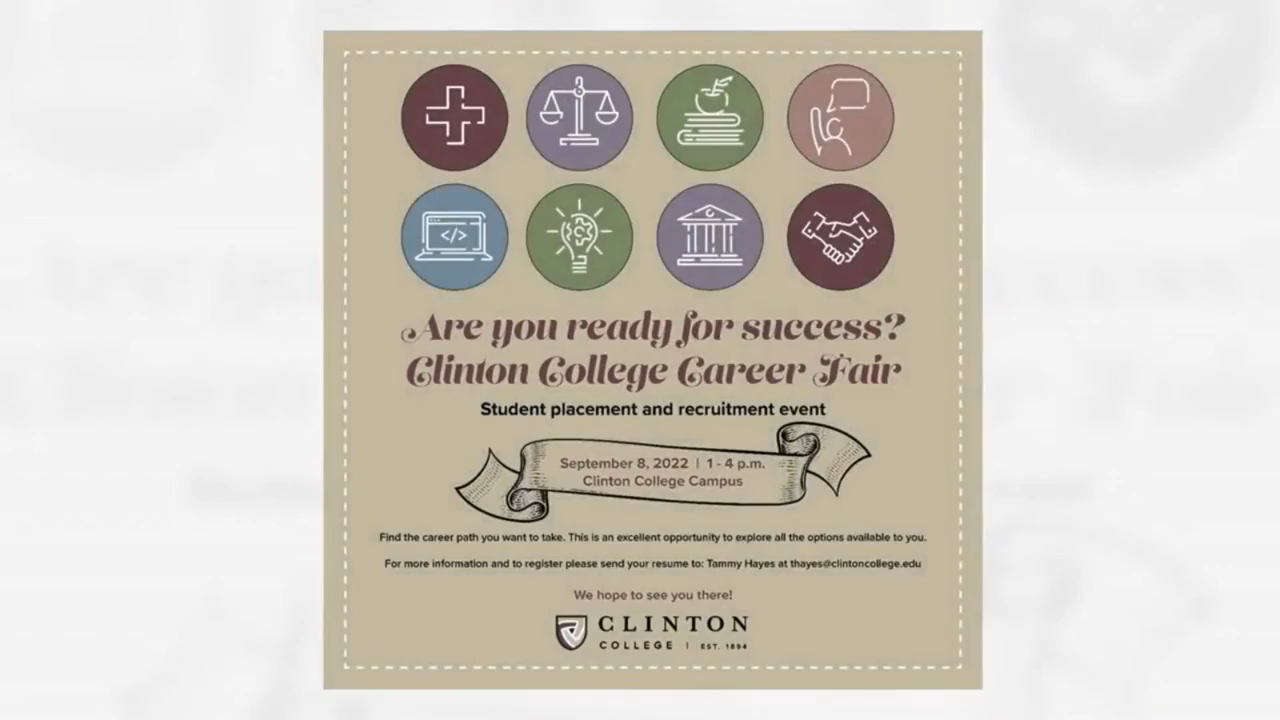 </>
Are you ready for success?
Clinton College Career Fair
Student placement and recruitment event
September 8, 2022 | 1 - 4 p.m.
Clinton College Campus
Find the career path you want to take. This is an excellent opportunity to explore all the options available to you.
For more information and to register please send your resume to: Tammy Hayes at thayes@clintoncollege.edu
We hope to see you there!
CLINTON
COLLEGE | EST. 1894